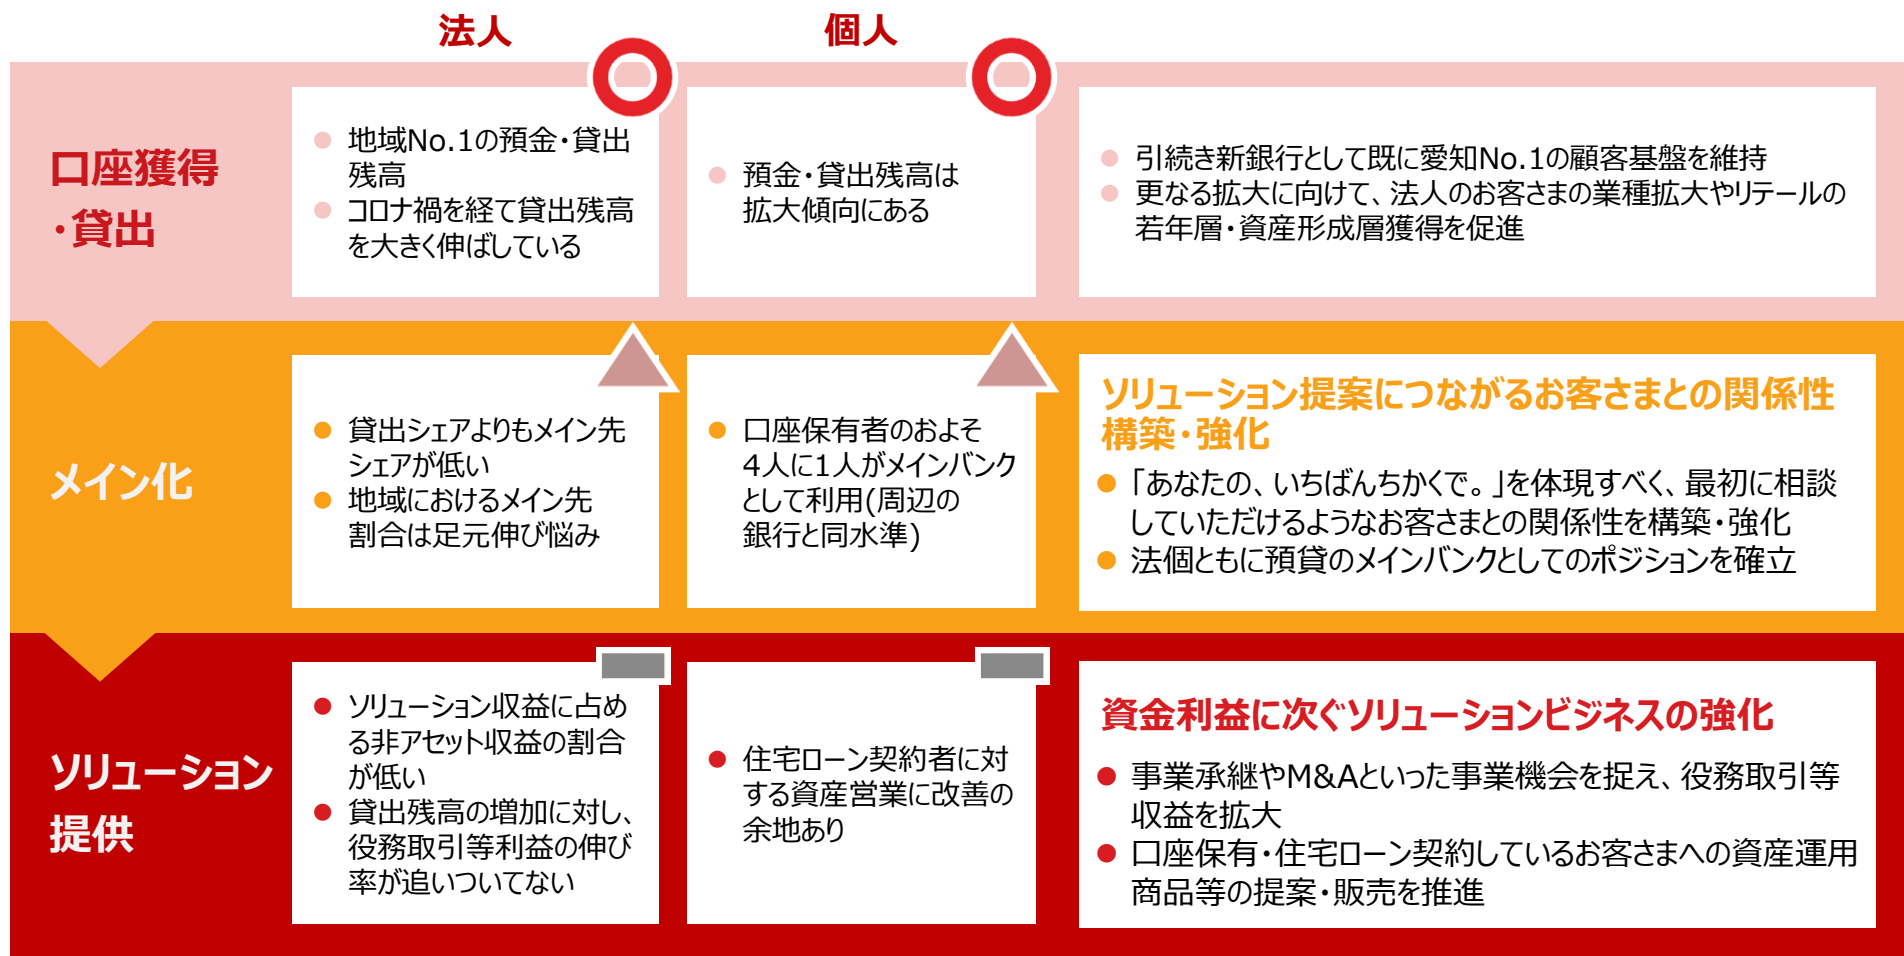 法人
個人
口座獲得
・貸出
地域No.1の預金・貸出
残高
コロナ禍を経て貸出残高
を大きく伸ばしている
預金・貸出残高は
拡大傾向にある
引続き新銀行として既に愛知No.1の顧客基盤を維持
更なる拡大に向けて、法人のお客さまの業種拡大やリテールの
若年層・資産形成層獲得を促進
メイン化
貸出シェアよりもメイン先
シェアが低い
地域におけるメイン先
割合は足元伸び悩み
口座保有者のおよそ
4人に1人がメインバンク
として利用(周辺の
銀行と同水準)
ソリューション提案につながるお客さまとの関係性
構築・強化
「あなたの、いちばんちかくで。」を体現すべく、最初に相談
していただけるようなお客さまとの関係性を構築・強化
法個ともに預貸のメインバンクとしてのポジションを確立
ソリューション
提供
ソリューション収益に占め
る非アセット収益の割合
が低い
貸出残高の増加に対し、
役務取引等利益の伸び
率が追いついてない
住宅ローン契約者に対
する資産営業に改善の
余地あり
資金利益に次ぐソリューションビジネスの強化
事業承継やM&Aといった事業機会を捉え、役務取引等
収益を拡大
口座保有・住宅ローン契約しているお客さまへの資産運用
商品等の提案・販売を推進